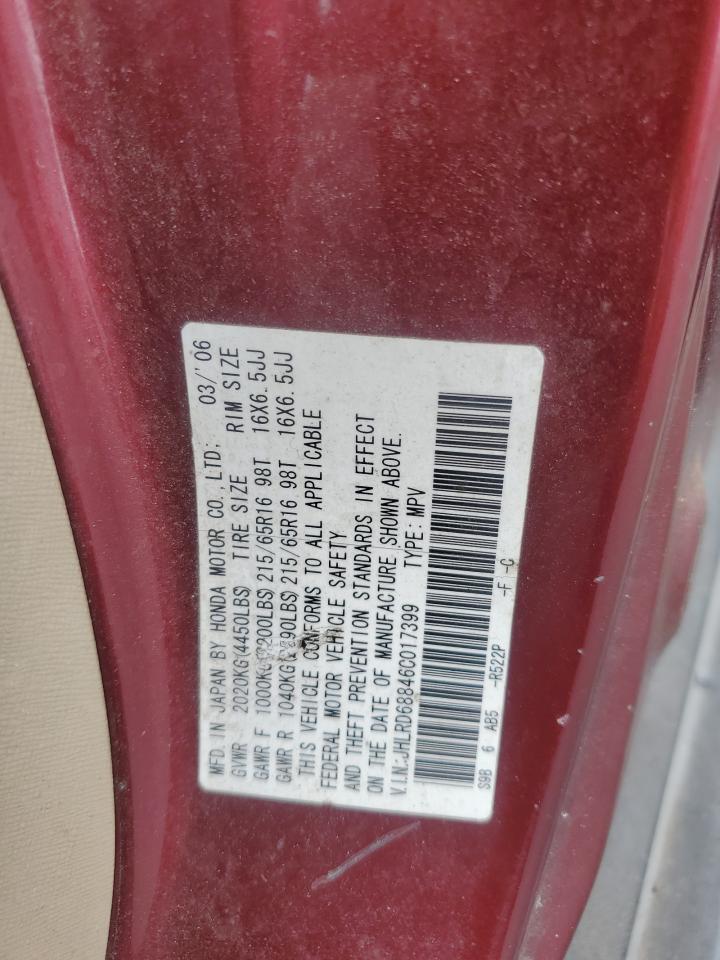 MFD. IN JAPAN BY HONDA MOTOR CO., LTD. 03/'06
GVWR 2020KG(4450LBS) TIRE SIZE RIM SIZE
GAWR F 1000KG 200LBS) 215/65R16 98T 16X6. 5JJ
GAWR R 1040KG 90LBS) 215/65R16 98T 16X6. 5JJ
THIS VEHICLE CONFORMS TO ALL APPLICABLE
FEDERAL MOTOR VEHICLE SAFETY
AND THEFT PREVENTION STANDARDS IN EFFECT
ON THE DATE OF MANUFACTURE SHOWN ABOVE.
V.I.N:JHLRD68846C017399 TYPE: MPV
S9B 6 AB5 -R522P -F -C